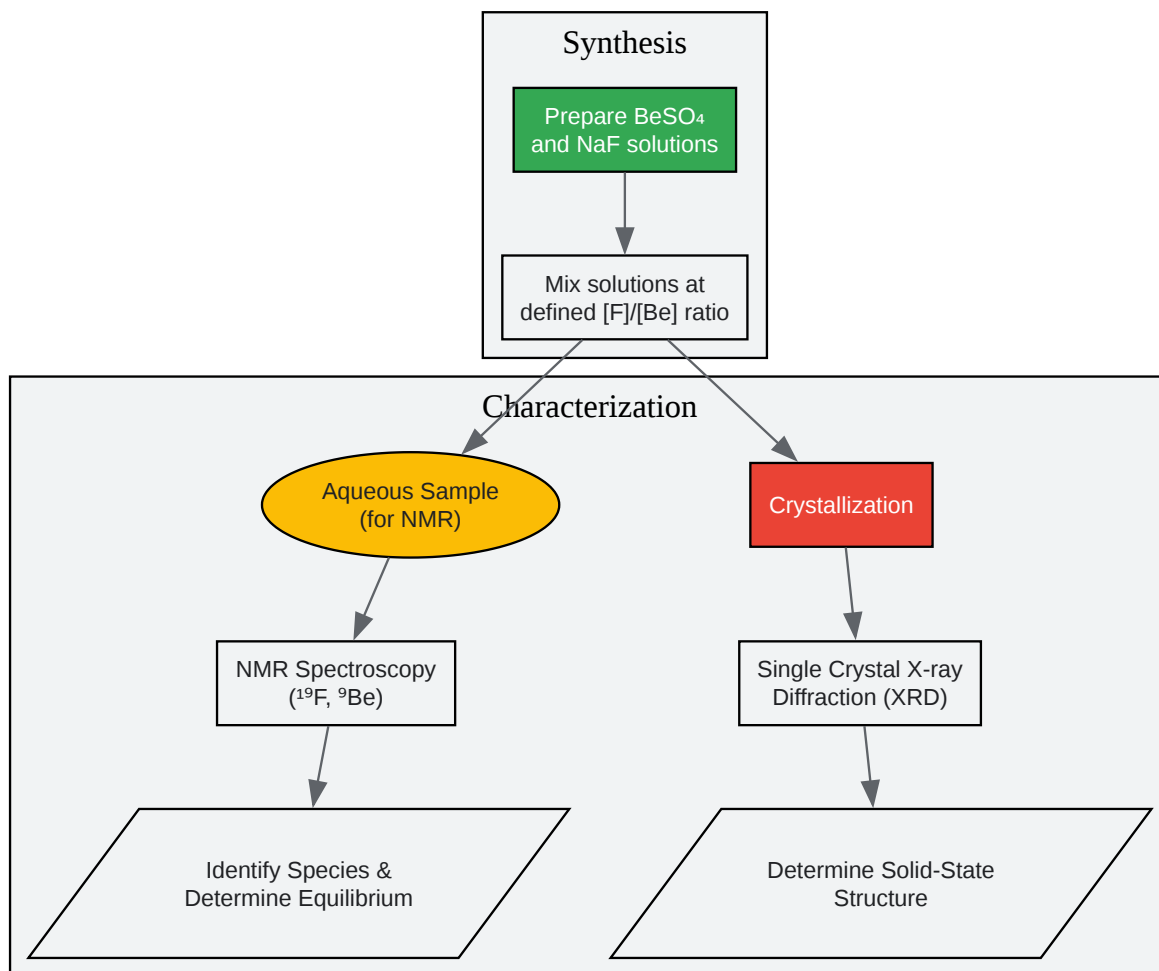 Synthesis
Prepare BeSO₄
and NaF solutions
Mix solutions at
defined [F]/[Be] ratio
Characterization
Aqueous Sample
(for NMR)
Crystallization
NMR Spectroscopy
(¹⁹F, ⁹Be)
Single Crystal X-ray
Diffraction (XRD)
Identify Species &
Determine Equilibrium
Determine Solid-State
Structure